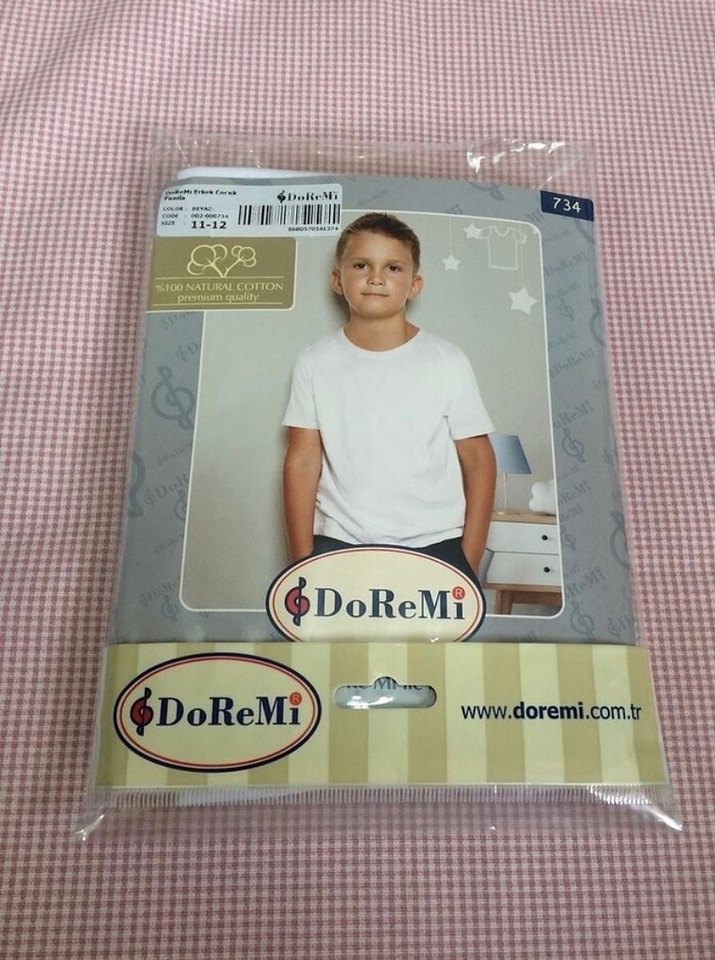 DoReMi Erkek Çocuk
Fanila
DoReMi
COLOR : BEYAZ
CODE : 002-000734
SIZE : 11-12
8680570541374
734
%100 NATURAL COTTON
premium quality
DoReMi
DoReMi
www.doremi.com.tr